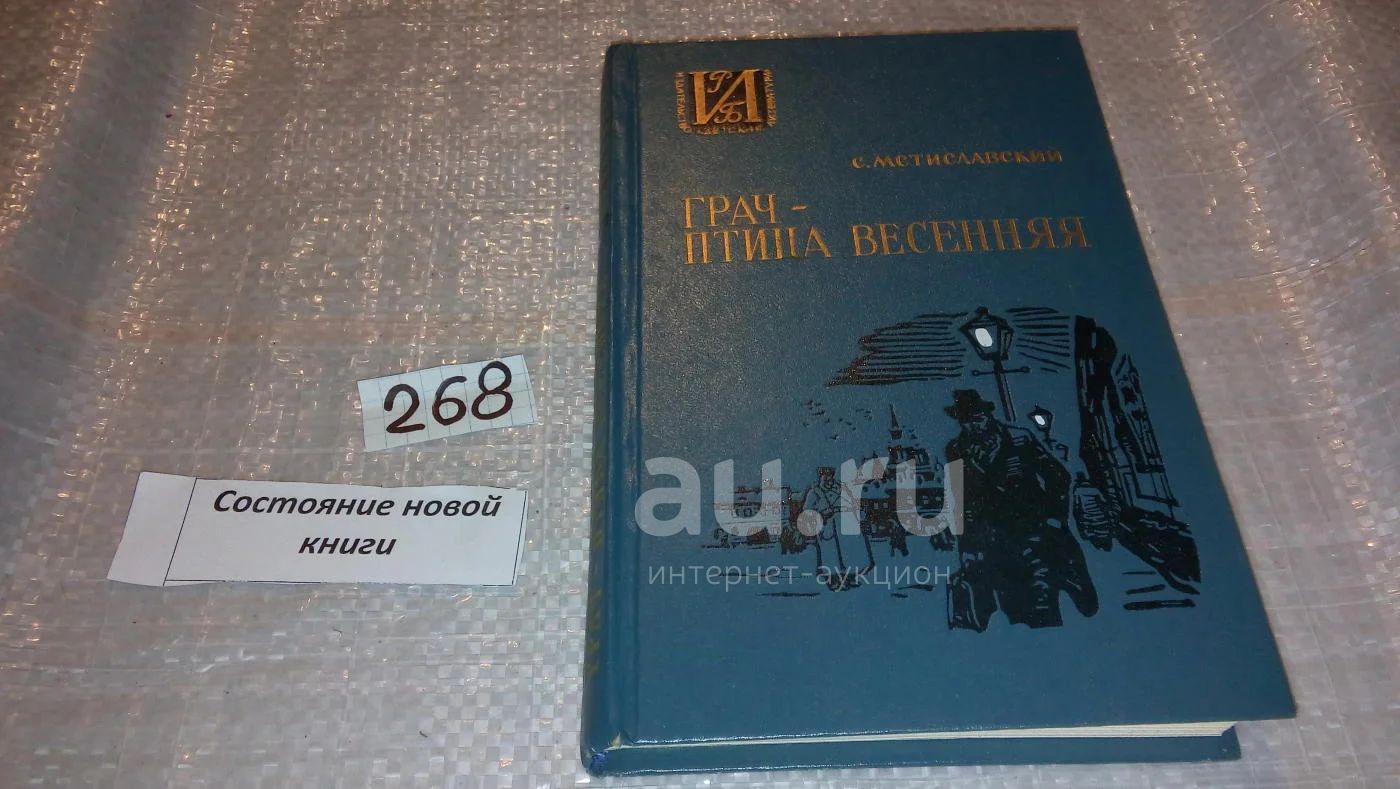 С. МСТИСЛАВСКИЙ
ГРАЧ -
ПТИЦА ВЕСЕННЯЯ
268
Состояние новой
книги
au.ru
интернет-аукцион